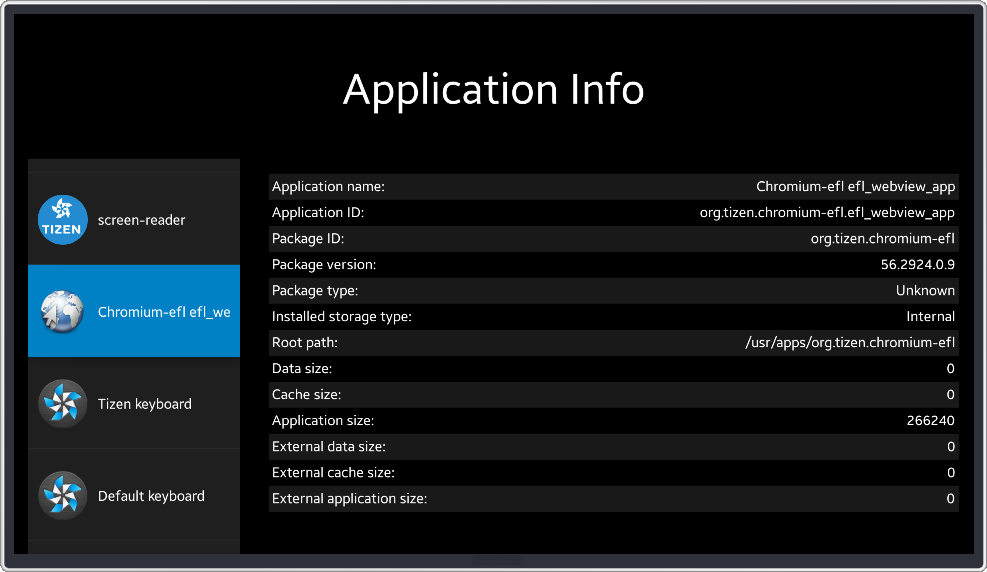 Application Info
TIZEN
screen-reader
Chromium-efl efl_we
Tizen keyboard
Default keyboard
Application name: Chromium-efl efl_webview_app
Application ID: org.tizen.chromium-efl.efl_webview_app
Package ID: org.tizen.chromium-efl
Package version: 56.2924.0.9
Package type: Unknown
Installed storage type: Internal
Root path: /usr/apps/org.tizen.chromium-efl
Data size: 0
Cache size: 0
Application size: 266240
External data size: 0
External cache size: 0
External application size: 0